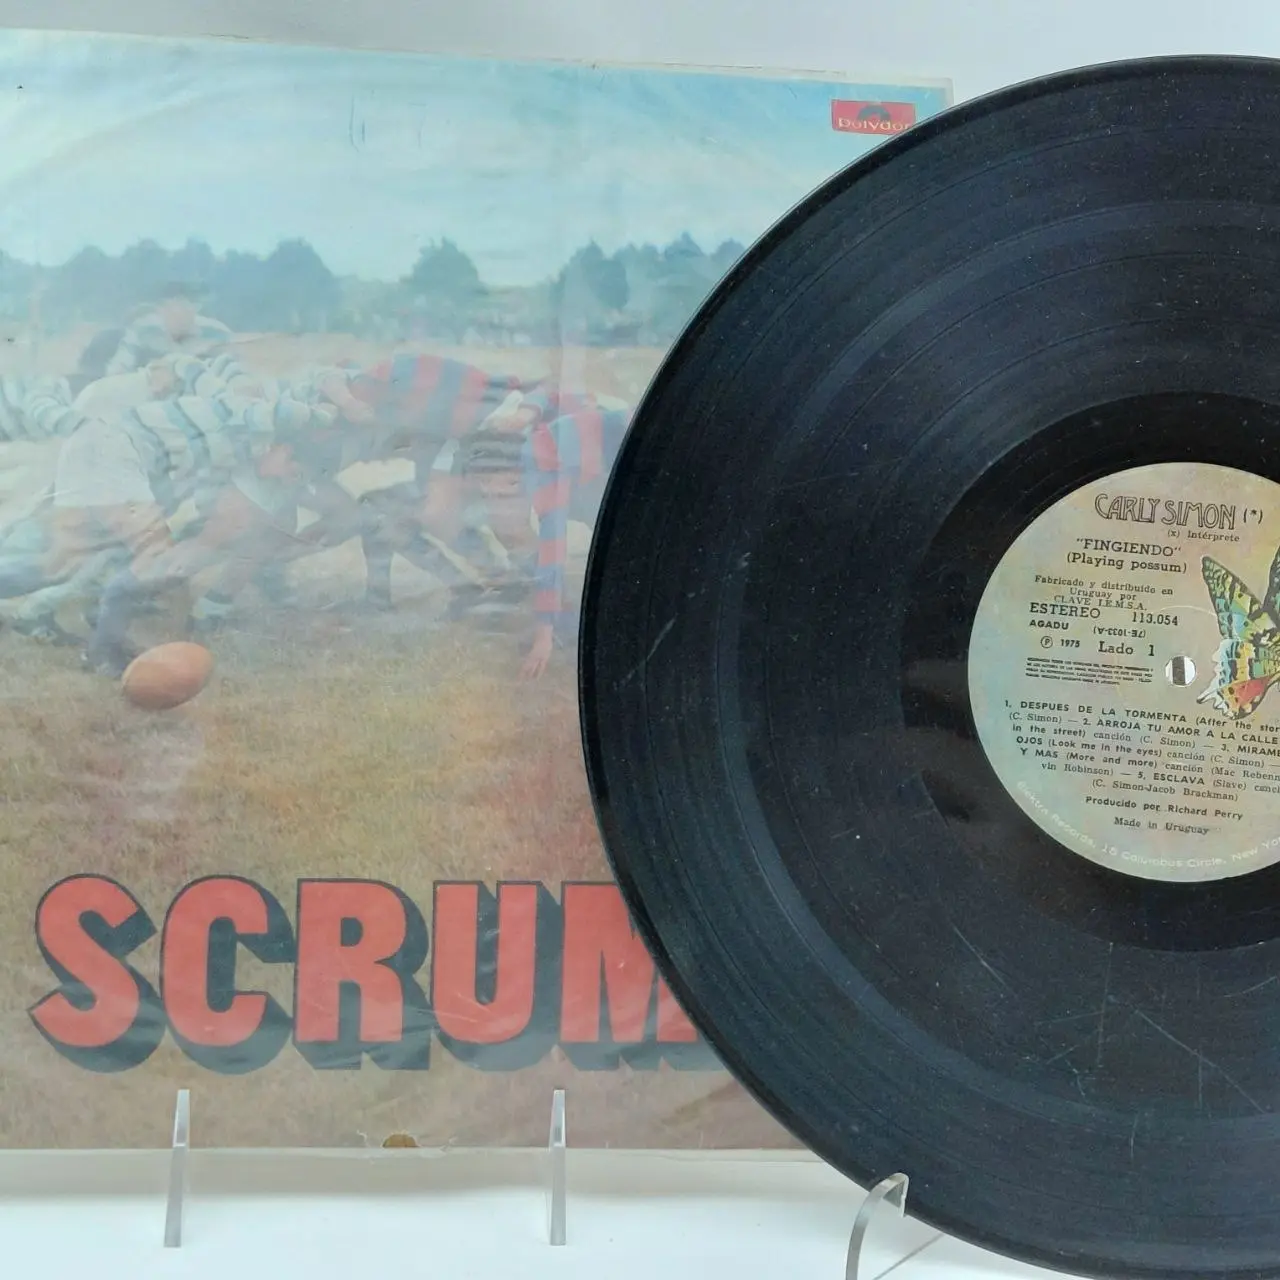 Polydor
SCRUM
CARLY SIMON (*)
(x) Intérprete
"FINGIENDO"
(Playing possum)
Fabricado y distribuido en
Uruguay por
CLAVE I.E.M.S.A.
ESTEREO 113.054
AGADU (7E-1033-A)
Ⓟ 1975 Lado 1
1. DESPUES DE LA TORMENTA (After the stor
(C. Simon) — 2. ARROJA TU AMOR A LA CALLE
in the street) canción (C. Simon) — 3. MIRAME
OJOS (Look me in the eyes) canción (C. Simon) —
Y MAS (More and more) canción (Mac Rebenn
vin Robinson) — 5. ESCLAVA (Slave) canci
(C. Simon-Jacob Brackman)
Producido por Richard Perry
Made in Uruguay
Elektra Records, 15 Columbus Circle, New Yo